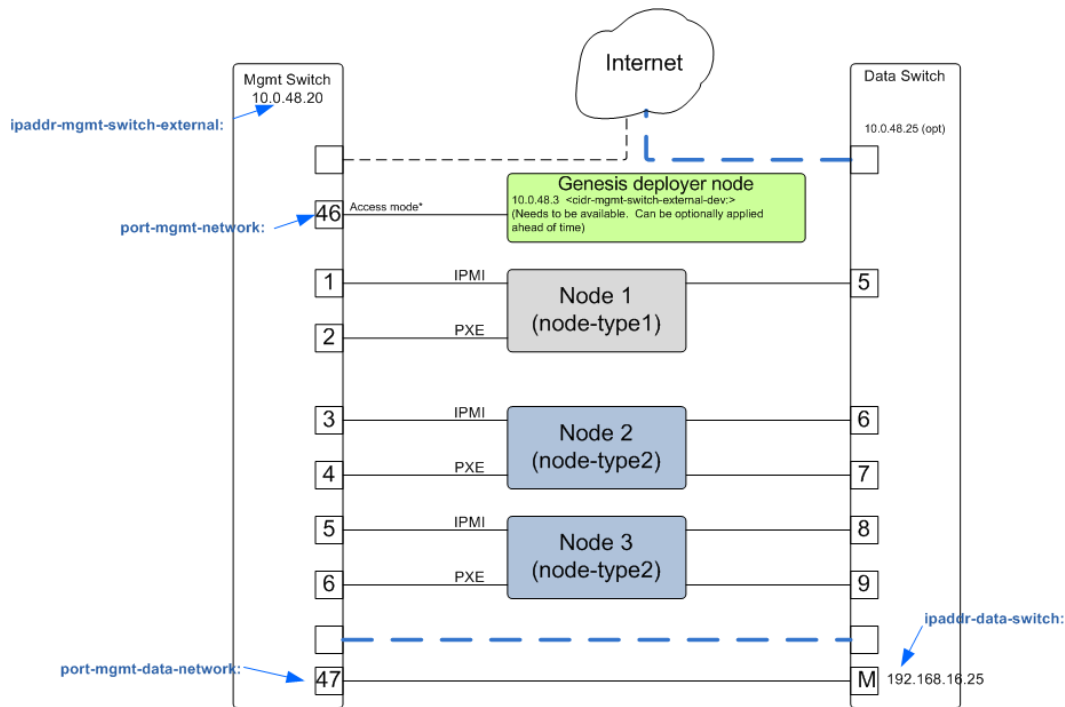 Internet
Mgmt Switch
10.0.48.20
ipaddr-mgmt-switch-external:
Data Switch
10.0.48.25 (opt)
Genesis deployer node
10.0.48.3 <cidr-mgmt-switch-external-dev:>
(Needs to be available. Can be optionally applied
ahead of time)
46
Access mode*
port-mgmt-network:
1
IPMI
Node 1
(node-type1)
5
2
PXE
3
IPMI
Node 2
(node-type2)
6
4
PXE
7
5
IPMI
Node 3
(node-type2)
8
6
PXE
9
ipaddr-data-switch:
port-mgmt-data-network:
47
M
192.168.16.25